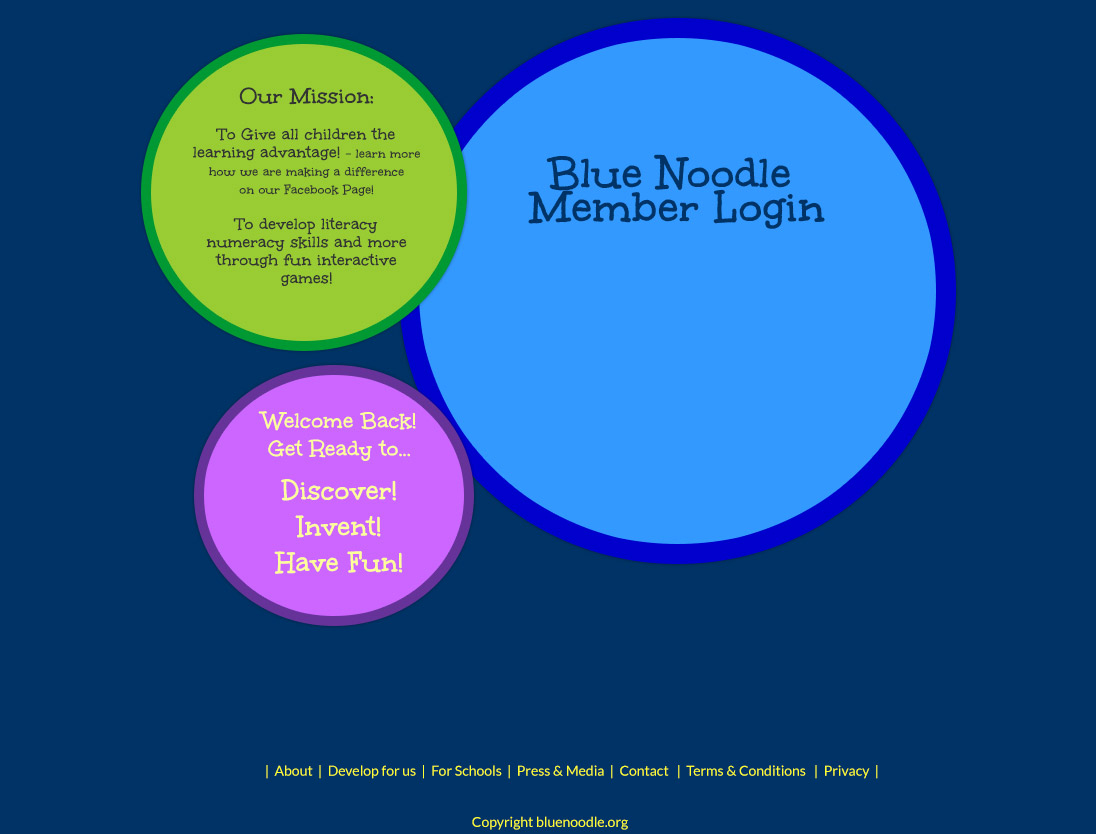 Our Mission:
To Give all children the
learning advantage! - learn more
how we are making a difference
on our Facebook Page!
To develop literacy
numeracy skills and more
through fun interactive
games!
Blue Noodle
Member Login
Welcome Back!
Get Ready to...
Discover!
Invent!
Have Fun!
| About | Develop for us | For Schools | Press & Media | Contact | Terms & Conditions | Privacy |
Copyright bluenoodle.org